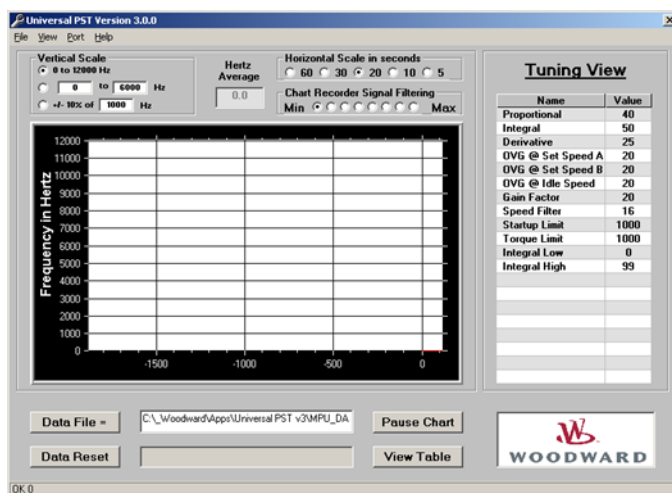 Universal PST Version 3.0.0
File View Port Help
Vertical Scale
0 to 12000 Hz
0 to 6000 Hz
+/- 10% of 1000 Hz
Hertz
Average
0.0
Horizontal Scale in seconds
60 30 20 10 5
Chart Recorder Signal Filtering
Min Max
Frequency in Hertz
12000
11000
10000
9000
8000
7000
6000
5000
4000
3000
2000
1000
0
-1500 -1000 -500 0
Tuning View
Name Value
Proportional 40
Integral 50
Derivative 25
OVG @ Set Speed A 20
OVG @ Set Speed B 20
OVG @ Idle Speed 20
Gain Factor 20
Speed Filter 16
Startup Limit 1000
Torque Limit 1000
Integral Low 0
Integral High 99
Data File = C:\_Woodward\Apps\Universal PST v3\MPU_DA Pause Chart
Data Reset View Table
WOODWARD
OK 0